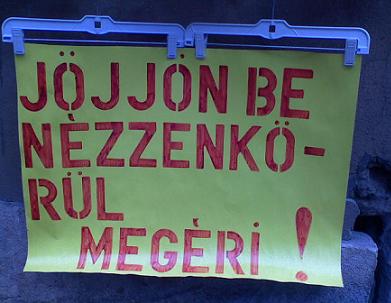 JÖJJÖN BE
NÉZZENKÖ-
RÜL
MEGÉRI !